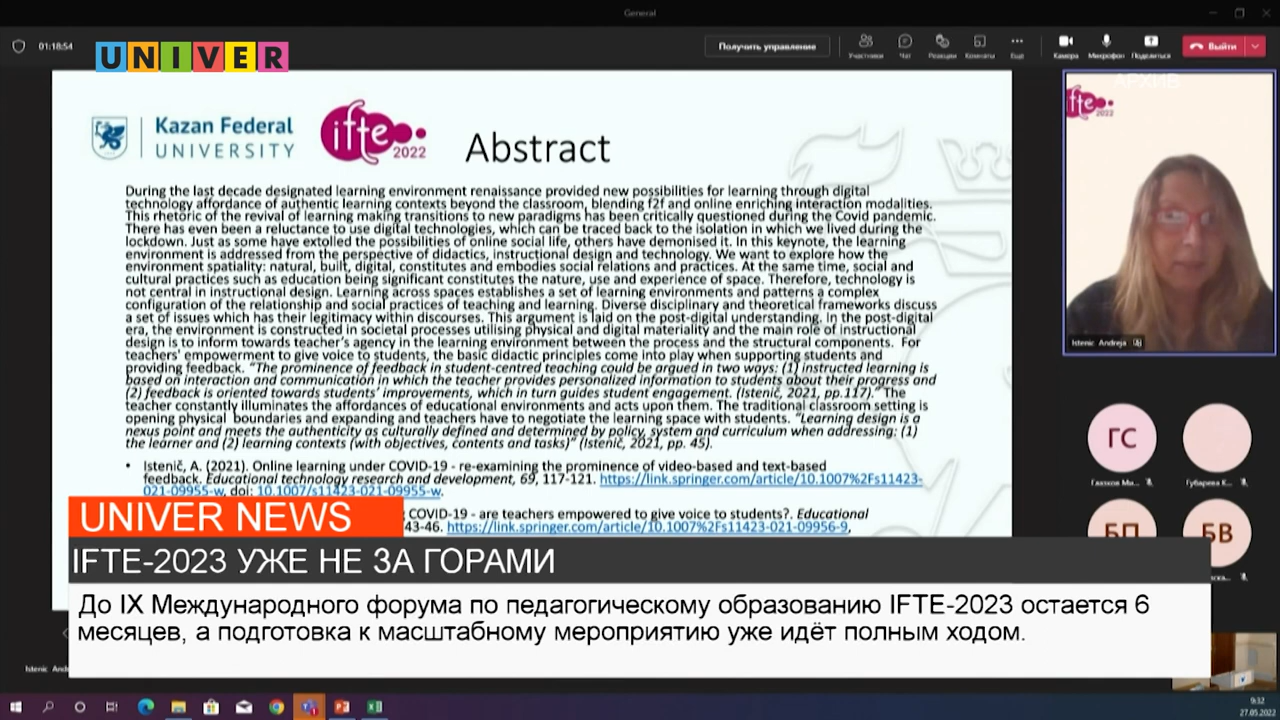 General
01:18:54
UNIVER
Получить управление
Участники
Чат
Реакции
Комнаты
Ещё
Камера
Микрофон
Поделиться
Выйти
АРХИВ
Kazan Federal
UNIVERSITY
ifte
2022
Abstract
During the last decade designated learning environment renaissance provided new possibilities for learning through digital
technology affordance of authentic learning contexts beyond the classroom, blending f2f and online enriching interaction modalities.
This rhetoric of the revival of learning making transitions to new paradigms has been critically questioned during the Covid pandemic.
There has even been a reluctance to use digital technologies, which can be traced back to the isolation in which we lived during the
lockdown. Just as some have extolled the possibilities of online social life, others have demonised it. In this keynote, the learning
environment is addressed from the perspective of didactics, instructional design and technology. We want to explore how the
environment spatiality: natural, built, digital, constitutes and embodies social relations and practices. At the same time, social and
cultural practices such as education being significant constitutes the nature, use and experience of space. Therefore, technology is
not central in instructional design. Learning across spaces establishes a set of learning environments and patterns a complex
configuration of the relationship and social practices of teaching and learning. Diverse disciplinary and theoretical frameworks discuss
a set of issues which has their legitimacy within discourses. This argument is laid on the post-digital understanding. In the post-digital
era, the environment is constructed in societal processes utilising physical and digital materiality and the main role of instructional
design is to inform towards teacher's agency in the learning environment between the process and the structural components. For
teachers' empowerment to give voice to students, the basic didactic principles come into play when supporting students and
providing feedback. “The prominence of feedback in student-centred teaching could be argued in two ways: (1) instructed learning is
based on interaction and communication in which the teacher provides personalized information to students about their progress and
(2) feedback is oriented towards students' improvements, which in turn guides student engagement. (Istenič, 2021, pp.117).” The
teacher constantly illuminates the affordances of educational environments and acts upon them. The traditional classroom setting is
opening physical boundaries and expanding and teachers have to negotiate the learning space with students. “Learning design is a
nexus point and meets the authenticity as culturally defined and determined by policy, system and curriculum when addressing: (1)
the learner and (2) learning contexts (with objectives, contents and tasks)” (Istenič, 2021, pp. 45).
• Istenič, A. (2021). Online learning under COVID-19 - re-examining the prominence of video-based and text-based
feedback. Educational technology research and development, 69, 117-121. https://link.springer.com/article/10.1007%2Fs11423-
021-09955-w, doi: 10.1007/s11423-021-09955-w.
COVID-19 - are teachers empowered to give voice to students?. Educational
43-46. https://link.springer.com/article/10.1007%2Fs11423-021-09956-9,
ifte
2022
Istenic Andreja
ГС
Глазков Ми...
Губарева К...
БП
БВ
UNIVER NEWS
IFTE-2023 УЖЕ НЕ ЗА ГОРАМИ
До IX Международного форума по педагогическому образованию IFTE-2023 остается 6
месяцев, а подготовка к масштабному мероприятию уже идёт полным ходом.
Istenic
9:32
27.05.2022